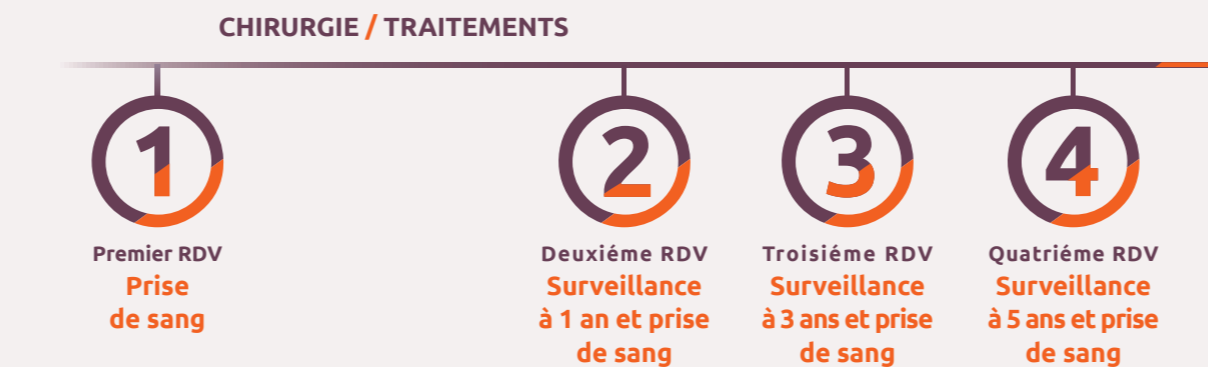 CHIRURGIE / TRAITEMENTS
1
Premier RDV
Prise
de sang
2
Deuxiéme RDV
Surveillance
à 1 an et prise
de sang
3
Troisiéme RDV
Surveillance
à 3 ans et prise
de sang
4
Quatriéme RDV
Surveillance
à 5 ans et prise
de sang